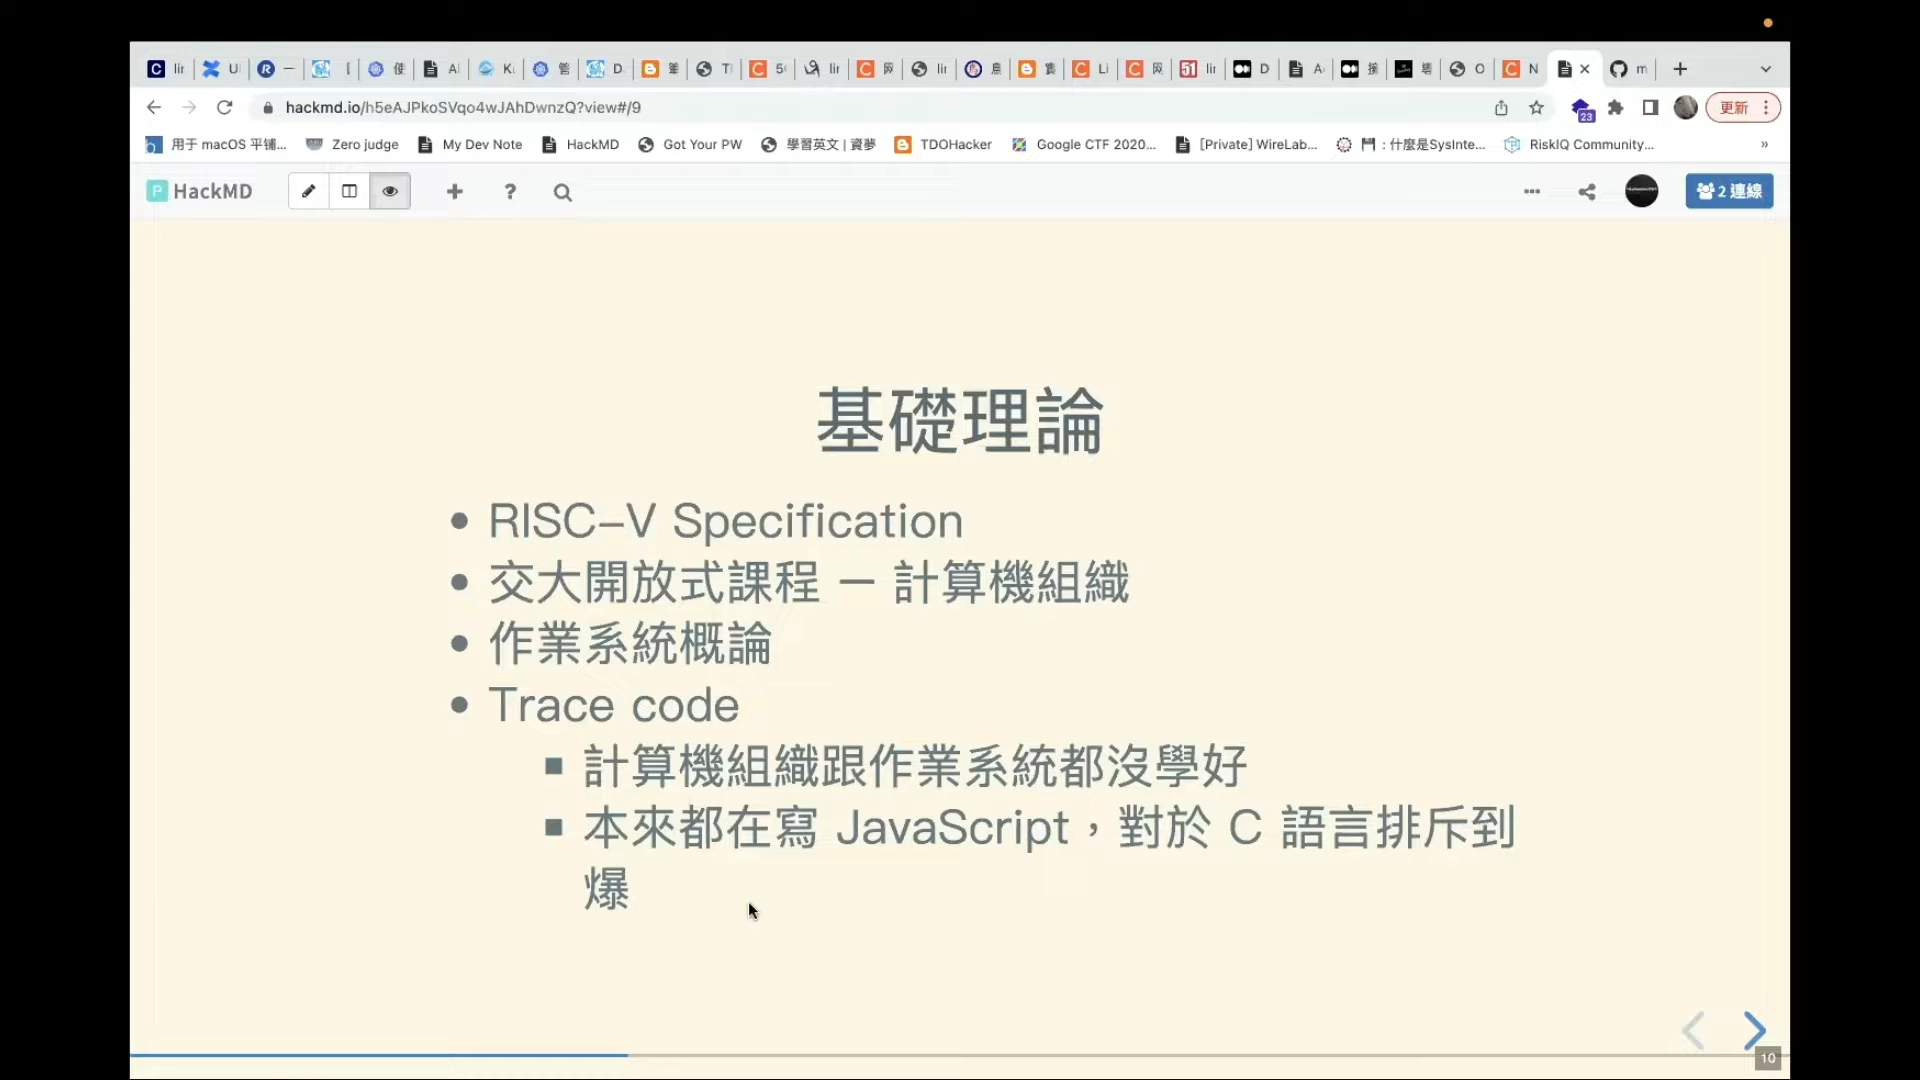 hackmd.io/h5eAJPkoSVqo4wJAhDwnzQ?view#/9
23
更新
用于 macOS 平铺...
Zero judge
My Dev Note
HackMD
Got Your PW
學習英文 | 資夢
TDOHacker
Google CTF 2020...
[Private] WireLab...
: 什麼是SysInte...
RiskIQ Community...
HackMD
2 連線
基礎理論
RISC-V Specification
交大開放式課程 — 計算機組織
作業系統概論
Trace code
計算機組織跟作業系統都沒學好
本來都在寫 JavaScript，對於 C 語言排斥到
爆
10